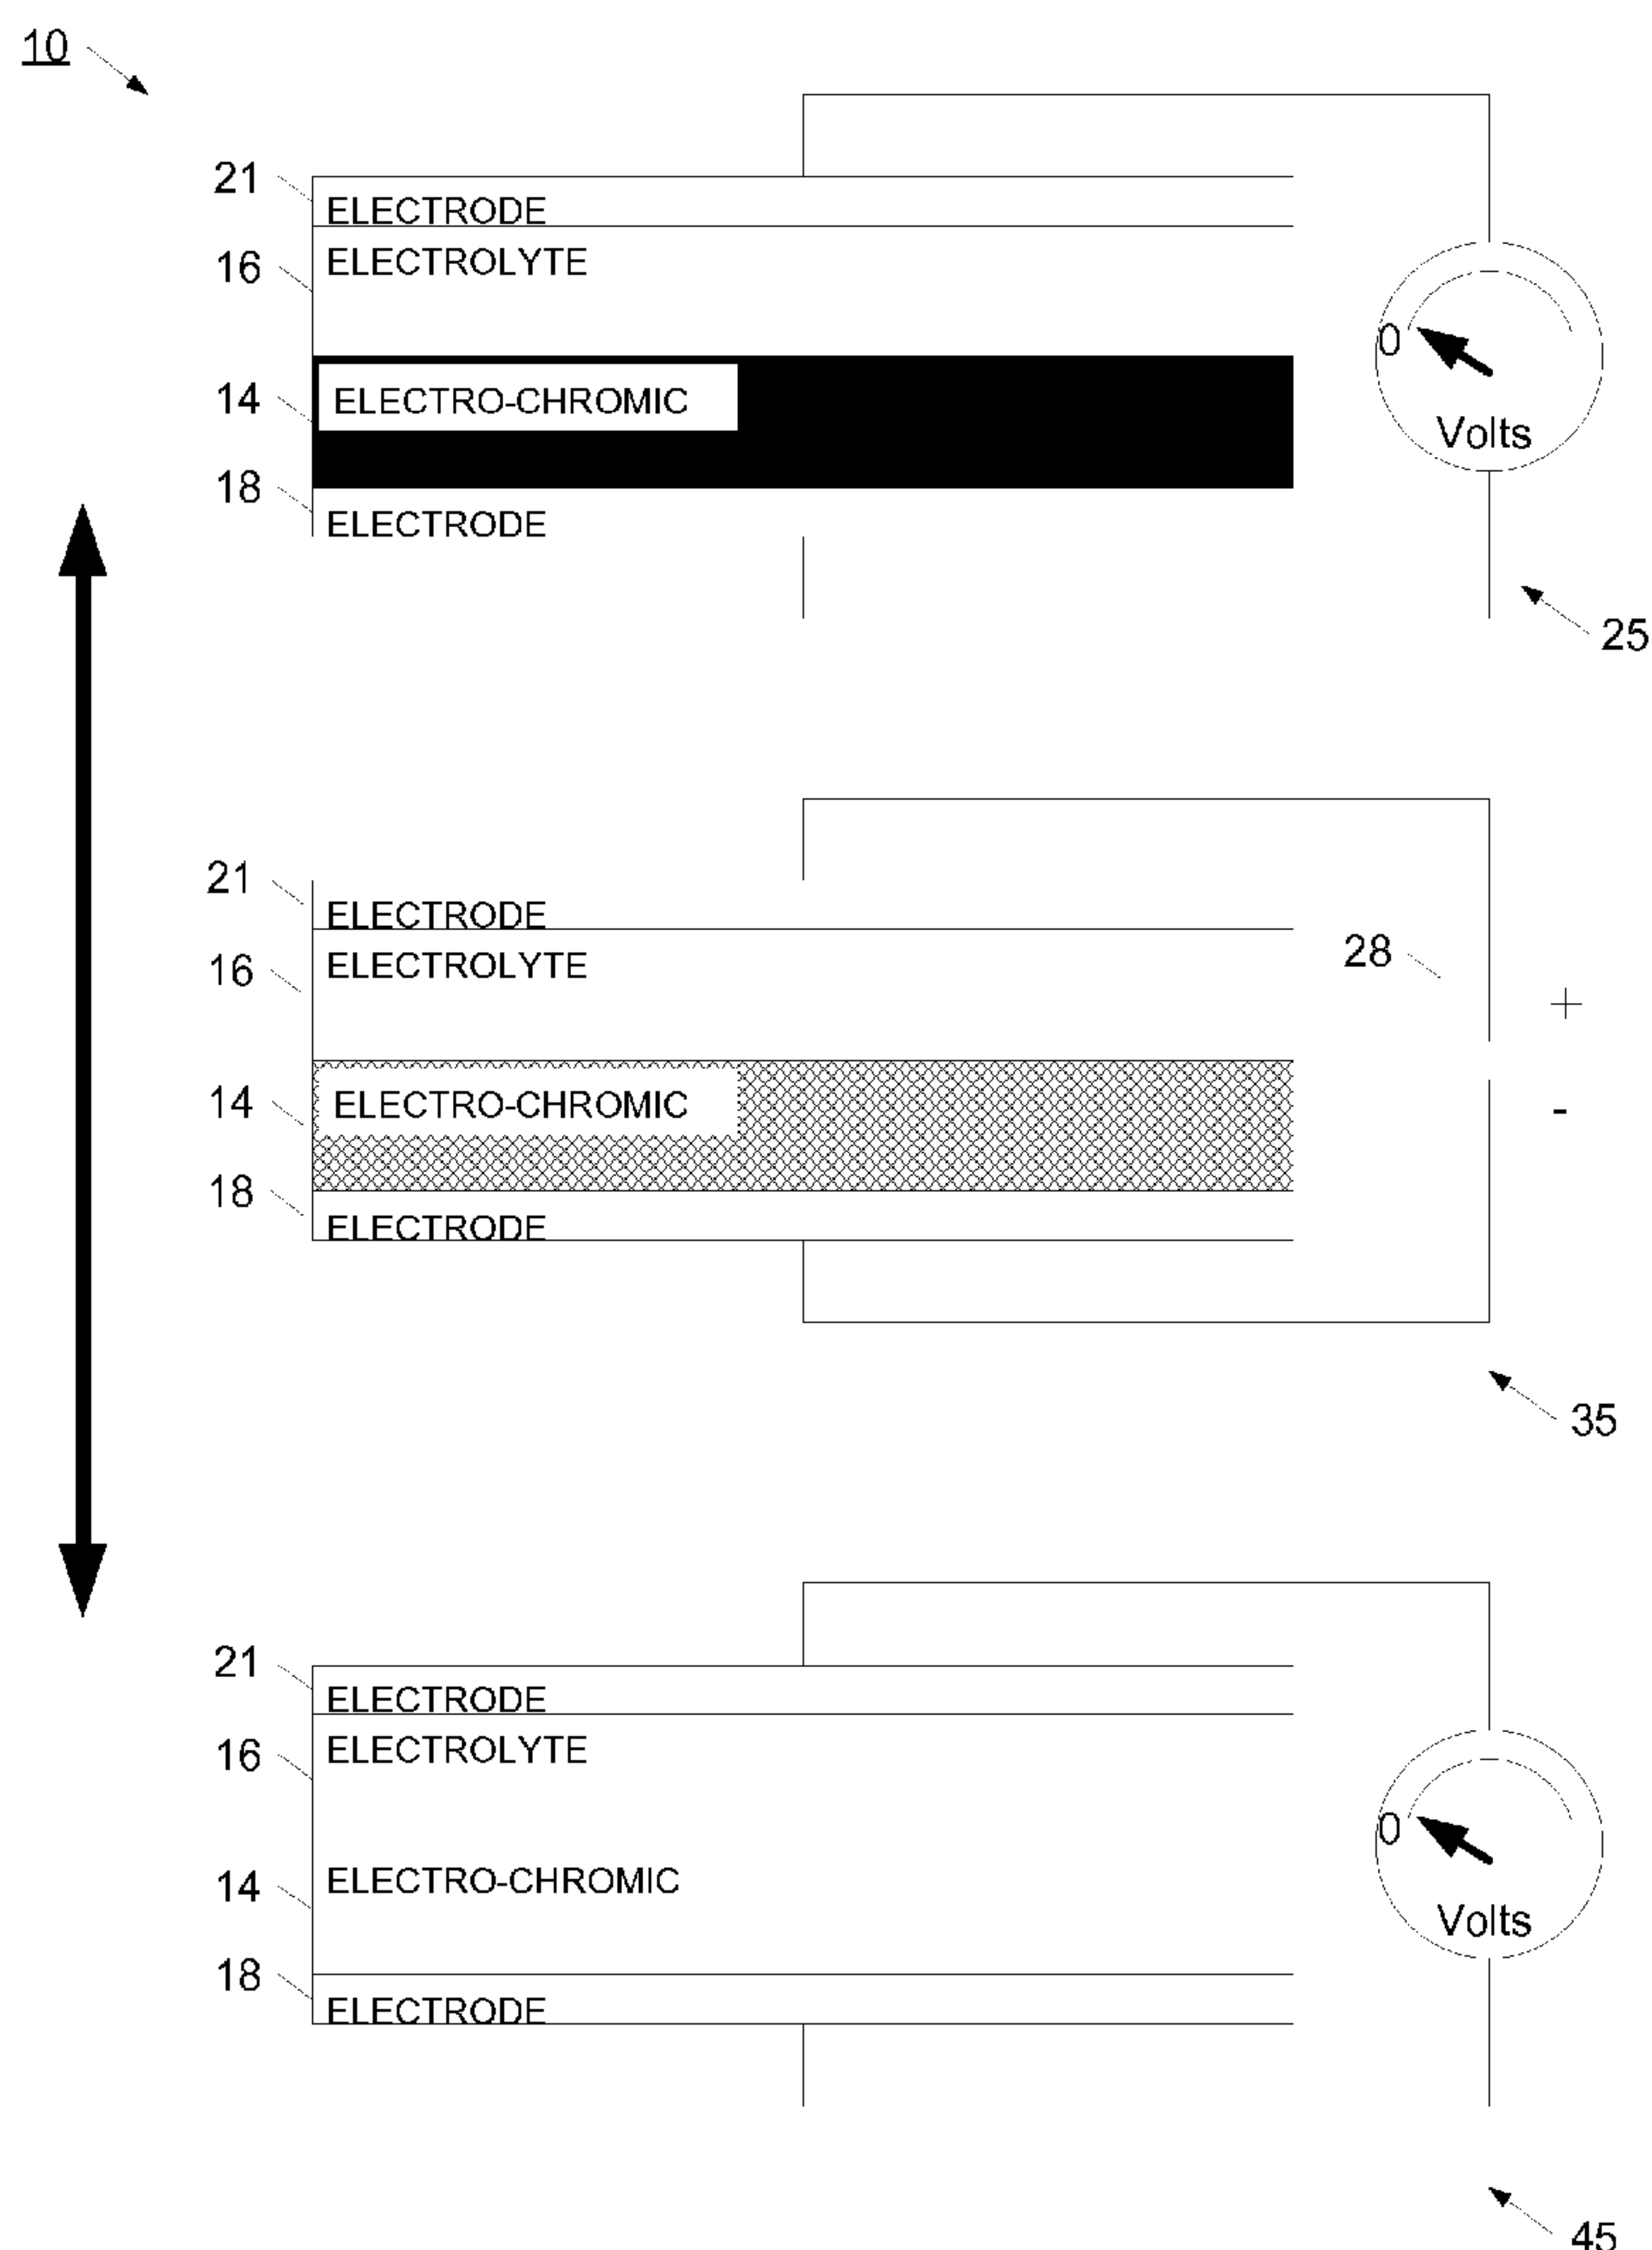 10
21
ELECTRODE
16
ELECTROLYTE
0
14
ELECTRO-CHROMIC
Volts
18
ELECTRODE
25
21
ELECTRODE
16
ELECTROLYTE
28
+
14
ELECTRO-CHROMIC
-
18
ELECTRODE
35
21
ELECTRODE
16
ELECTROLYTE
0
14
ELECTRO-CHROMIC
Volts
18
ELECTRODE
45